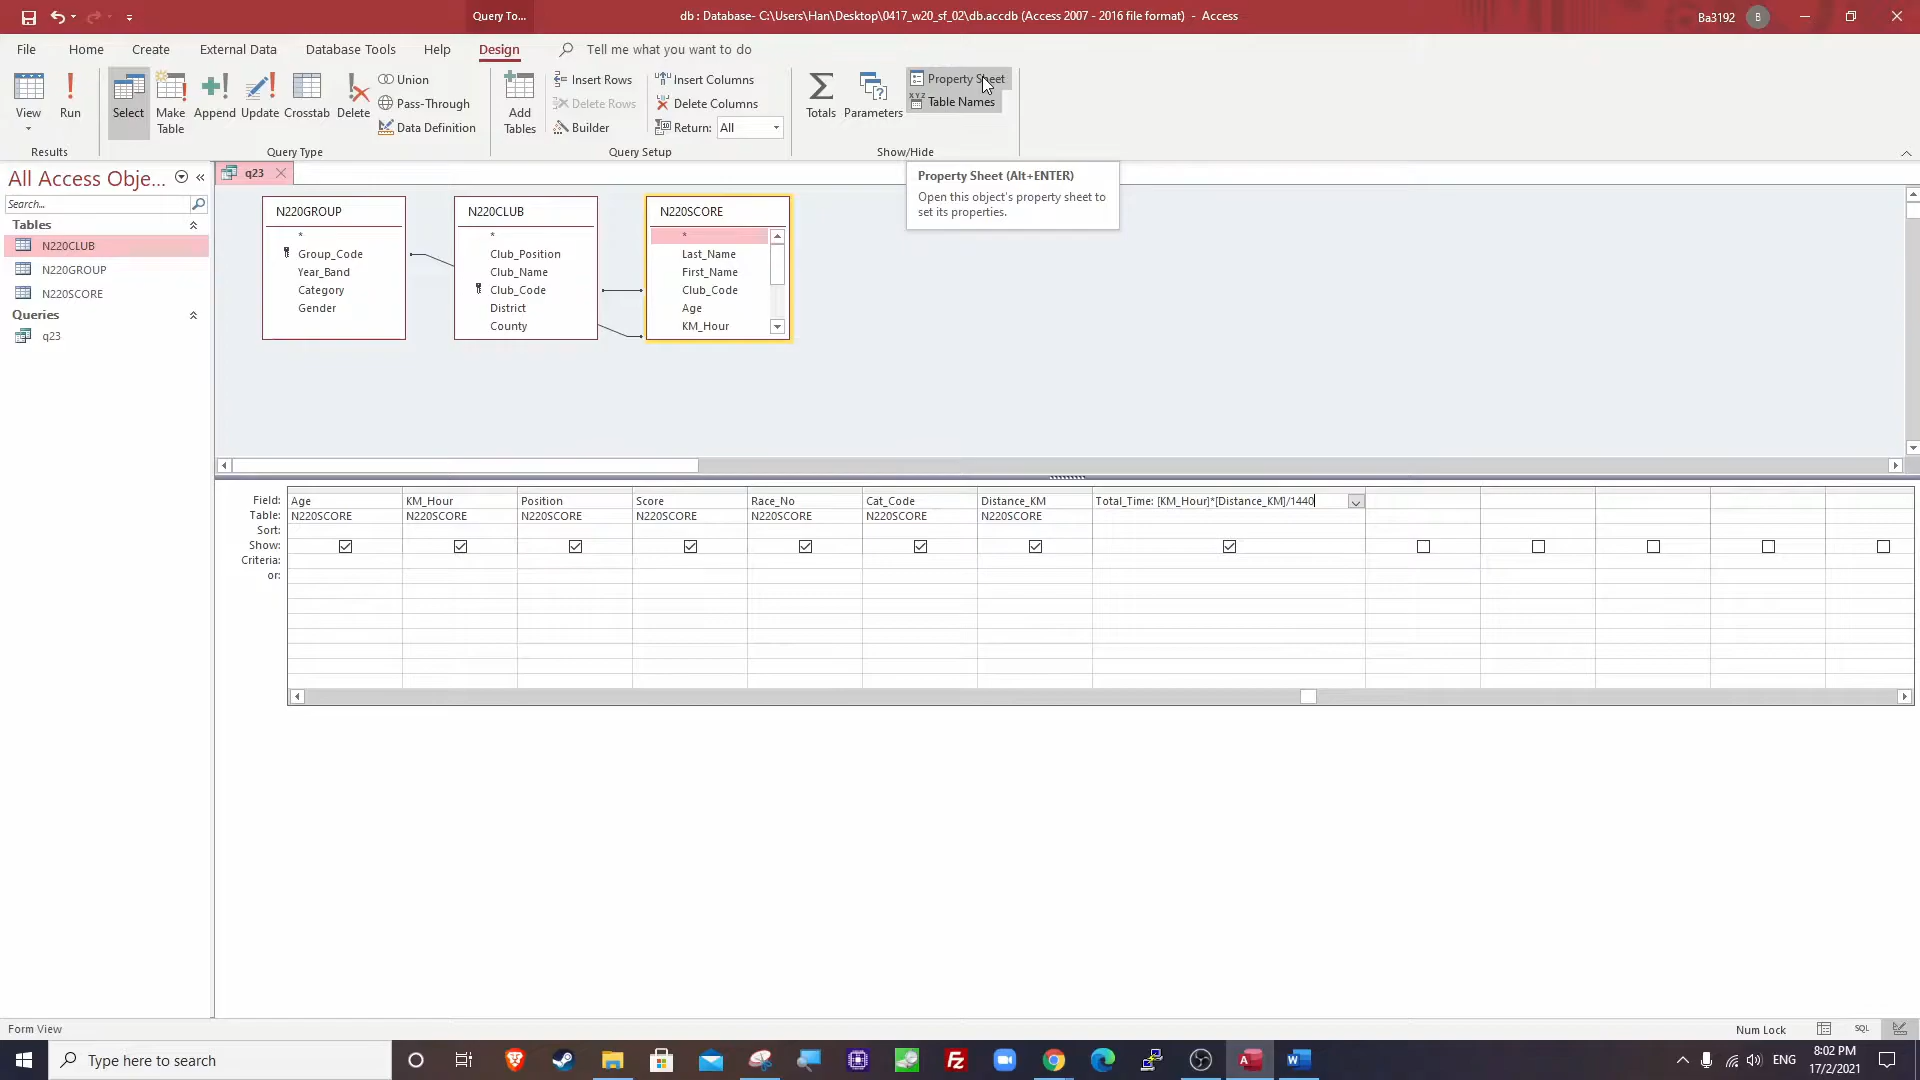 Query To...
db : Database- C:\Users\Han\Desktop\0417_w20_sf_02\db.accdb (Access 2007 - 2016 file format) - Access
Ba3192
B
File Home Create External Data Database Tools Help Design Tell me what you want to do
View
Run
Select
Make Table
Append
Update
Crosstab
Delete
Union
Pass-Through
Data Definition
Add Tables
Insert Rows
Delete Rows
Builder
Insert Columns
Delete Columns
Return: All
Totals
Parameters
Property Sheet
XYZ
Table Names
Results
Query Type
Query Setup
Show/Hide
All Access Obje...
Search...
Tables
N220CLUB
N220GROUP
N220SCORE
Queries
q23
q23
Property Sheet (Alt+ENTER)
Open this object's property sheet to
set its properties.
N220GROUP
*
Group_Code
Year_Band
Category
Gender
N220CLUB
*
Club_Position
Club_Name
Club_Code
District
County
N220SCORE
*
Last_Name
First_Name
Club_Code
Age
KM_Hour
Field: Age KM_Hour Position Score Race_No Cat_Code Distance_KM Total_Time: [KM_Hour]*[Distance_KM]/1440
Table: N220SCORE N220SCORE N220SCORE N220SCORE N220SCORE N220SCORE N220SCORE
Sort:
Show:
Criteria:
or:
Form View
Num Lock
SQL
Type here to search
ENG
8:02 PM
17/2/2021